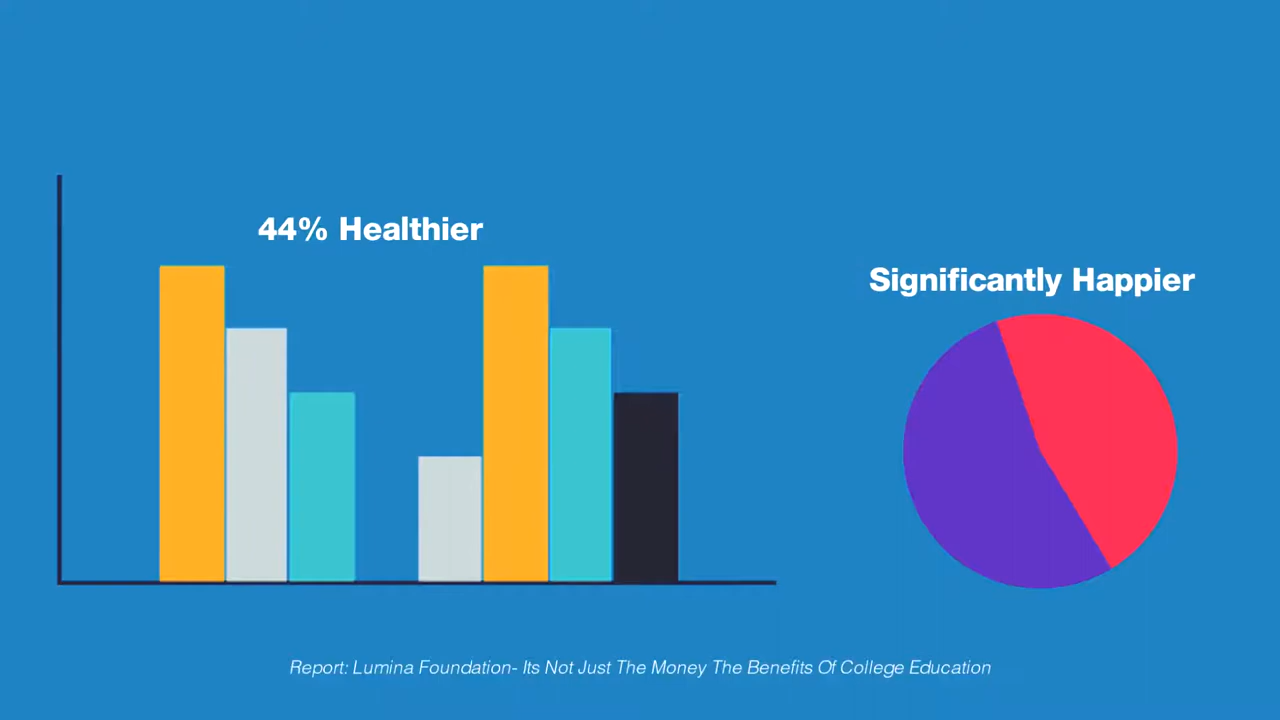 44% Healthier
Significantly Happier
Report: Lumina Foundation- Its Not Just The Money The Benefits Of College Education